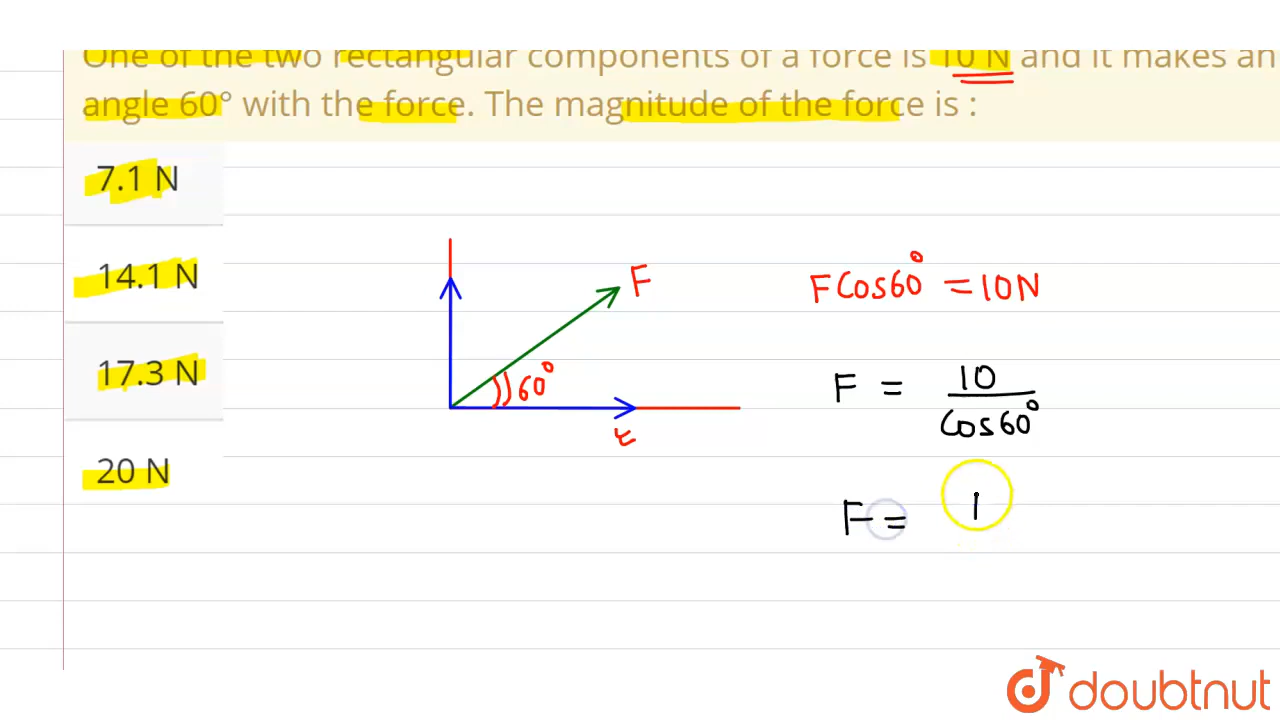 One of the two rectangular components of a force is 10 N and it makes an
angle 60° with the force. The magnitude of the force is :
7.1 N
14.1 N
17.3 N
20 N
F
60°
F Cos60° = 10N
F = 10
Cos60°
F = 1
doubtnut